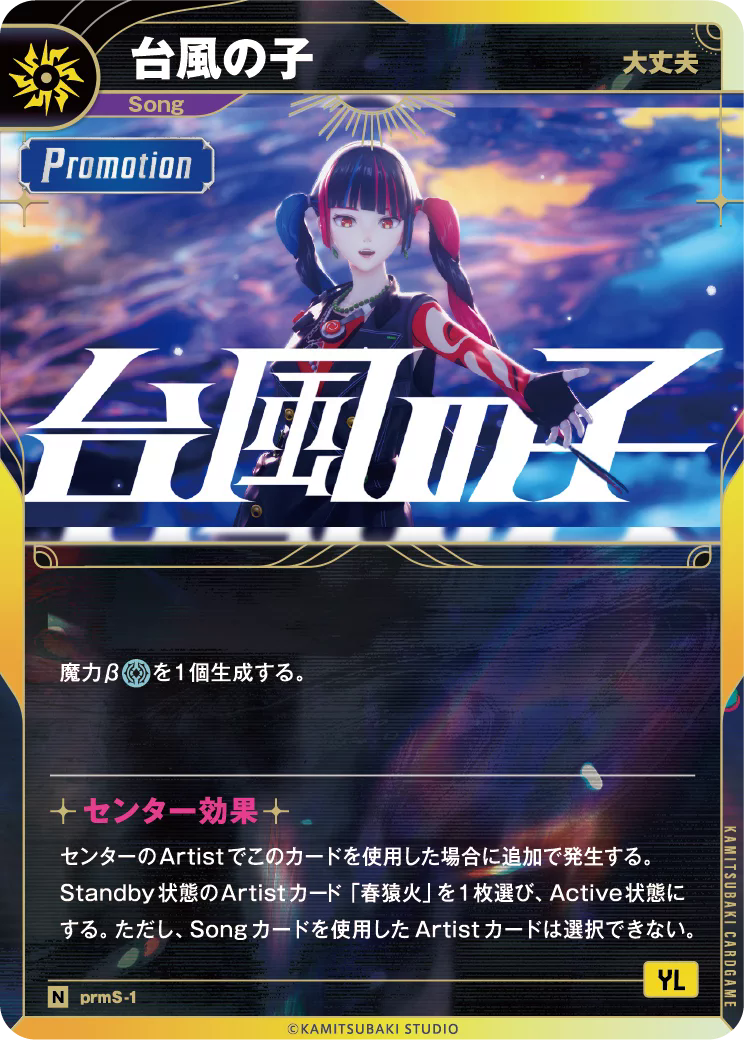 台風の子
大丈夫
Song
Promotion
台風の子
魔力βを1個生成する。
センター効果
センターのArtistでこのカードを使用した場合に追加で発生する。
Standby状態のArtistカード「春猿火」を1枚選び、Active状態に
する。ただし、Songカードを使用したArtistカードは選択できない。
KAMITSUBAKI CARDGAME
YL
N prmS-1
©KAMITSUBAKI STUDIO